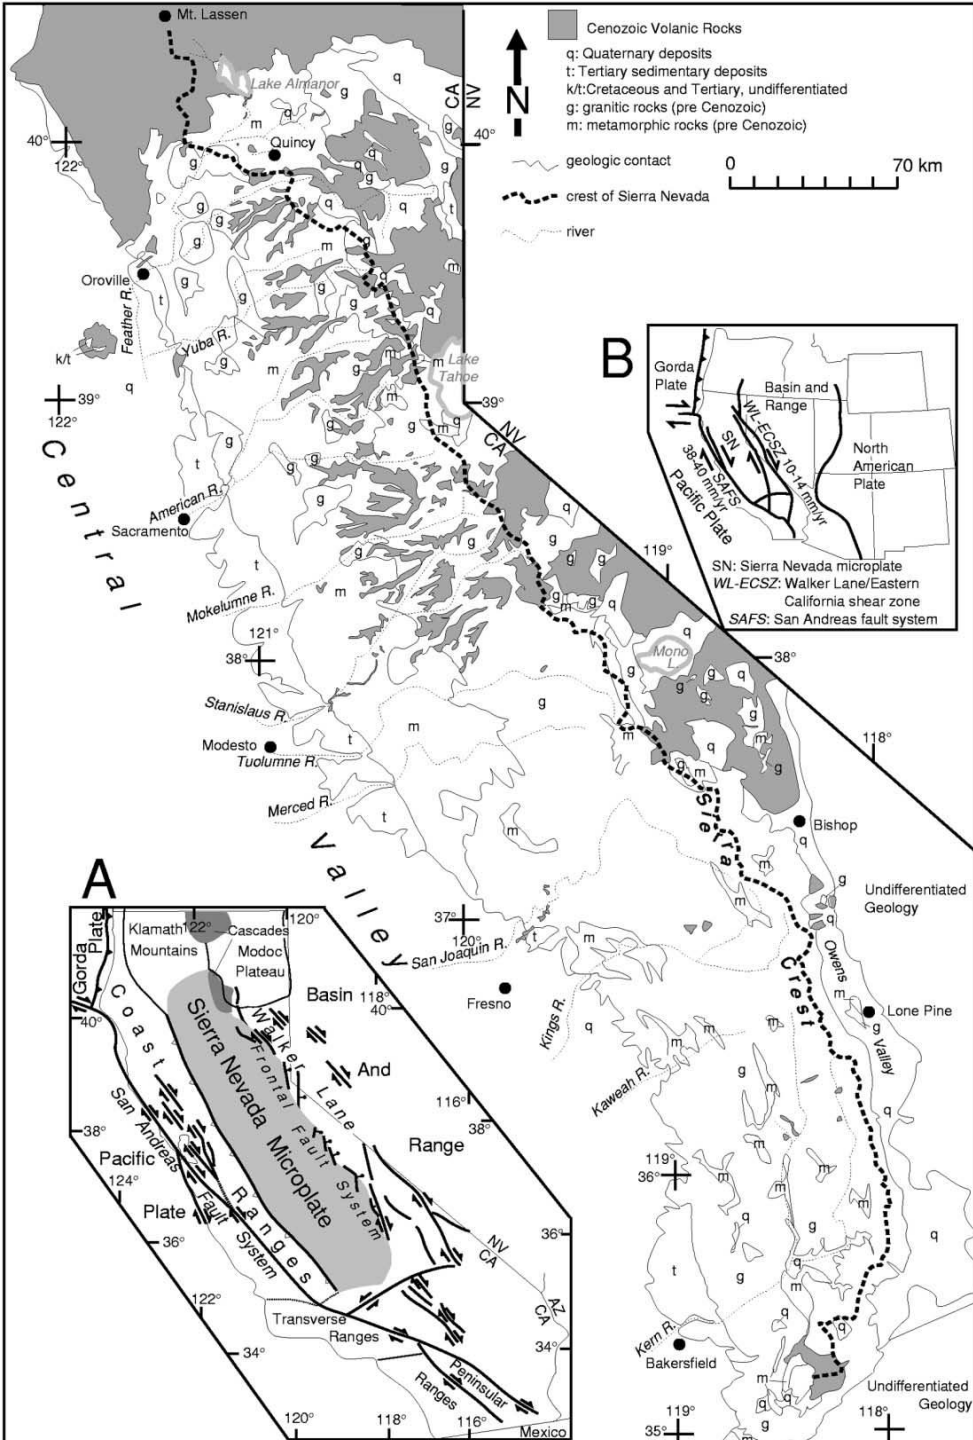 Mt. Lassen
Lake Almanor
Quincy
CA
NV
40°
122°
40°
Cenozoic Volanic Rocks
q: Quaternary deposits
t: Tertiary sedimentary deposits
k/t:Cretaceous and Tertiary, undifferentiated
g: granitic rocks (pre Cenozoic)
m: metamorphic rocks (pre Cenozoic)
N
0
70 km
geologic contact
crest of Sierra Nevada
river
Oroville
Feather R.
k/t
q
t
Yuba R.
Lake
Tahoe
39°
122°
39°
NV
CA
Central
Valley
American R.
Sacramento
Mokelumne R.
121°
38°
Stanislaus R.
Modesto
Tuolumne R.
Merced R.
119°
Mono
L.
38°
118°
Sierra
Crest
Bishop
Undifferentiated
Geology
Owens
Valley
Lone Pine
37°
120°
San Joaquin R.
Fresno
Kings R.
Kaweah R.
119°
36°
Kern R.
Bakersfield
Undifferentiated
Geology
119°
35°
118°
B
Gorda
Plate
Basin and
Range
WL-ECSZ 10-14 mm/yr
SN
SAFS
38-40 mm/yr
Pacific Plate
North
American
Plate
SN: Sierra Nevada microplate
WL-ECSZ: Walker Lane/Eastern
California shear zone
SAFS: San Andreas fault system
A
Gorda
Plate
Klamath
Mountains
122°
120°
Cascades
Modoc
Plateau
Basin
And
Range
118°
40°
40°
Coast
Ranges
Sierra Nevada Microplate
Walker
Lane
Frontal Fault System
San Andreas
Fault System
116°
38°
38°
Pacific
Plate
124°
36°
122°
34°
NV
CA
36°
AZ
CA
34°
Transverse
Ranges
Peninsular
Ranges
120°
118°
116°
Mexico